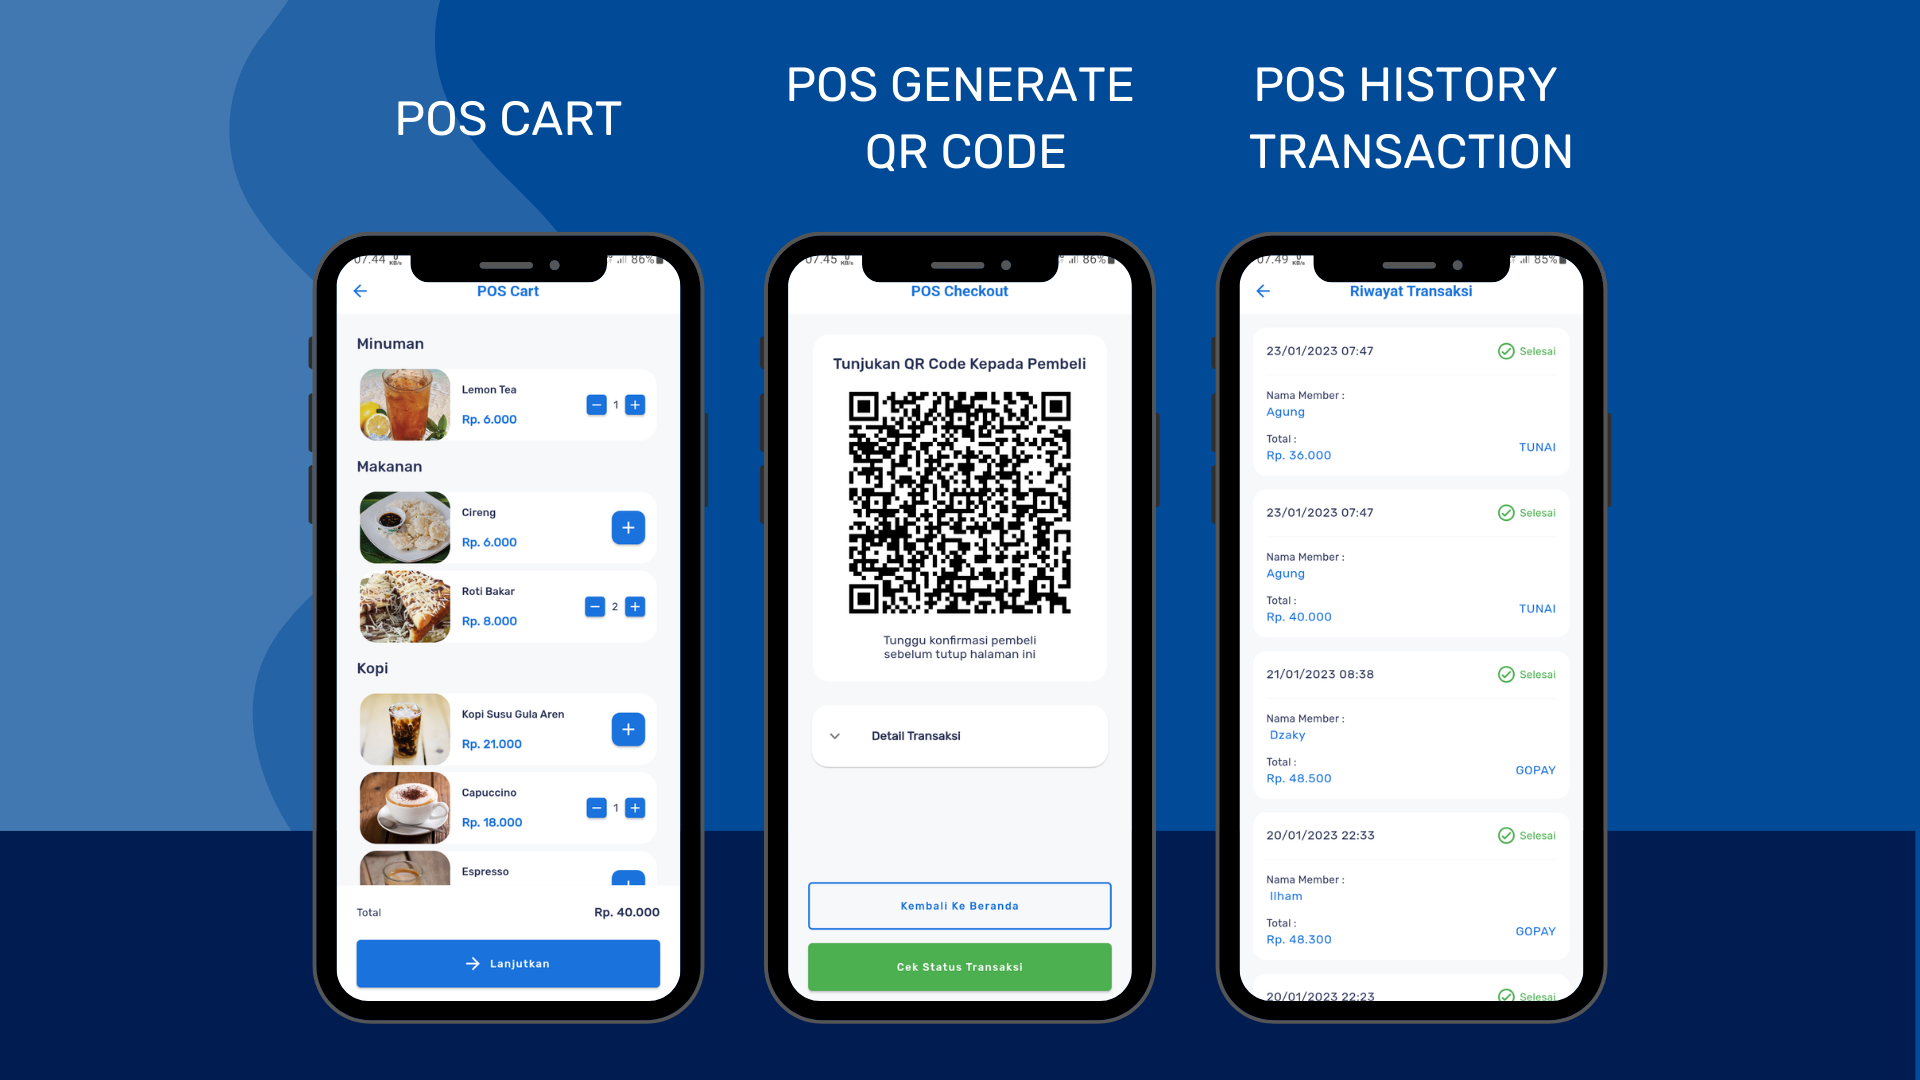 POS CART
07.44 0 KB/s 86%
POS Cart
Minuman
Lemon Tea
Rp. 6.000
1
Makanan
Cireng
Rp. 6.000
Roti Bakar
Rp. 8.000
2
Kopi
Kopi Susu Gula Aren
Rp. 21.000
Capuccino
Rp. 18.000
1
Espresso
Total
Rp. 40.000
Lanjutkan
POS GENERATE
QR CODE
07.45 0 KB/s 86%
POS Checkout
Tunjukan QR Code Kepada Pembeli
Tunggu konfirmasi pembeli
sebelum tutup halaman ini
Detail Transaksi
Kembali Ke Beranda
Cek Status Transaksi
POS HISTORY
TRANSACTION
07.49 KB/s 85%
Riwayat Transaksi
23/01/2023 07:47
Selesai
Nama Member :
Agung
Total :
Rp. 36.000
TUNAI
23/01/2023 07:47
Selesai
Nama Member :
Agung
Total :
Rp. 40.000
TUNAI
21/01/2023 08:38
Selesai
Nama Member :
Dzaky
Total :
Rp. 48.500
GOPAY
20/01/2023 22:33
Selesai
Nama Member :
Ilham
Total :
Rp. 48.300
GOPAY
20/01/2023 22:23
Selesai